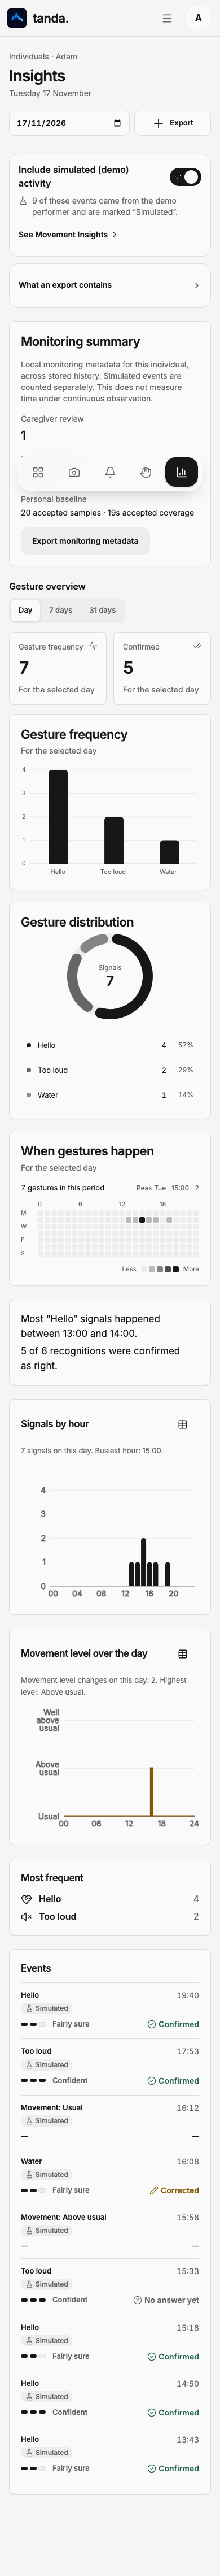 tanda.
A
Individuals · Adam
Insights
Tuesday 17 November
17/11/2026
Export
Include simulated (demo)
activity
9 of these events came from the demo
performer and are marked “Simulated”.
See Movement Insights
What an export contains
Monitoring summary
Local monitoring metadata for this individual,
across stored history. Simulated events are
counted separately. This does not measure
time under continuous observation.
Caregiver review
1
Personal baseline
20 accepted samples · 19s accepted coverage
Export monitoring metadata
Gesture overview
Day
7 days
31 days
Gesture frequency
7
For the selected day
Confirmed
5
For the selected day
Gesture frequency
For the selected day
4
3
2
1
0
Hello
Too loud
Water
Gesture distribution
Signals
7
Hello 4 57%
Too loud 2 29%
Water 1 14%
When gestures happen
For the selected day
7 gestures in this period
Peak Tue · 15:00 · 2
0 6 12 18
M
W
F
S
Less
More
Most “Hello” signals happened
between 13:00 and 14:00.
5 of 6 recognitions were confirmed
as right.
Signals by hour
7 signals on this day. Busiest hour: 15:00.
4
3
2
1
0
00 04 08 12 16 20
Movement level over the day
Movement level changes on this day: 2. Highest
level: Above usual.
Well
above
usual
Above
usual
Usual
00 06 12 18 24
Most frequent
Hello 4
Too loud 2
Events
Hello 19:40
Simulated
Fairly sure Confirmed
Too loud 17:53
Simulated
Confident Confirmed
Movement: Usual 16:12
Simulated
— —
Water 16:08
Simulated
Fairly sure Corrected
Movement: Above usual 15:58
Simulated
— —
Too loud 15:33
Simulated
Confident No answer yet
Hello 15:18
Simulated
Fairly sure Confirmed
Hello 14:50
Simulated
Confident Confirmed
Hello 13:43
Simulated
Fairly sure Confirmed